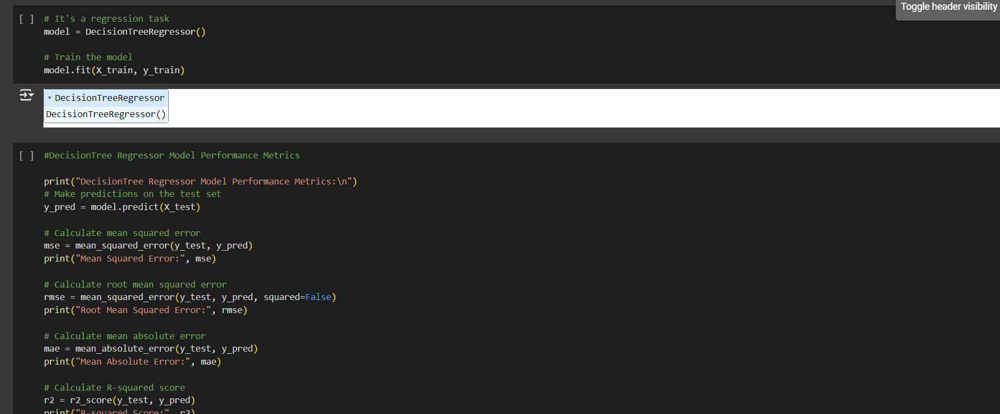 Toggle header visibility
[ ] # It's a regression task
model = DecisionTreeRegressor()
# Train the model
model.fit(X_train, y_train)
▾ DecisionTreeRegressor
DecisionTreeRegressor()
[ ] #DecisionTree Regressor Model Performance Metrics
print("DecisionTree Regressor Model Performance Metrics:\n")
# Make predictions on the test set
y_pred = model.predict(X_test)
# Calculate mean squared error
mse = mean_squared_error(y_test, y_pred)
print("Mean Squared Error:", mse)
# Calculate root mean squared error
rmse = mean_squared_error(y_test, y_pred, squared=False)
print("Root Mean Squared Error:", rmse)
# Calculate mean absolute error
mae = mean_absolute_error(y_test, y_pred)
print("Mean Absolute Error:", mae)
# Calculate R-squared score
r2 = r2_score(y_test, y_pred)
print("R-squared Score:", r2)